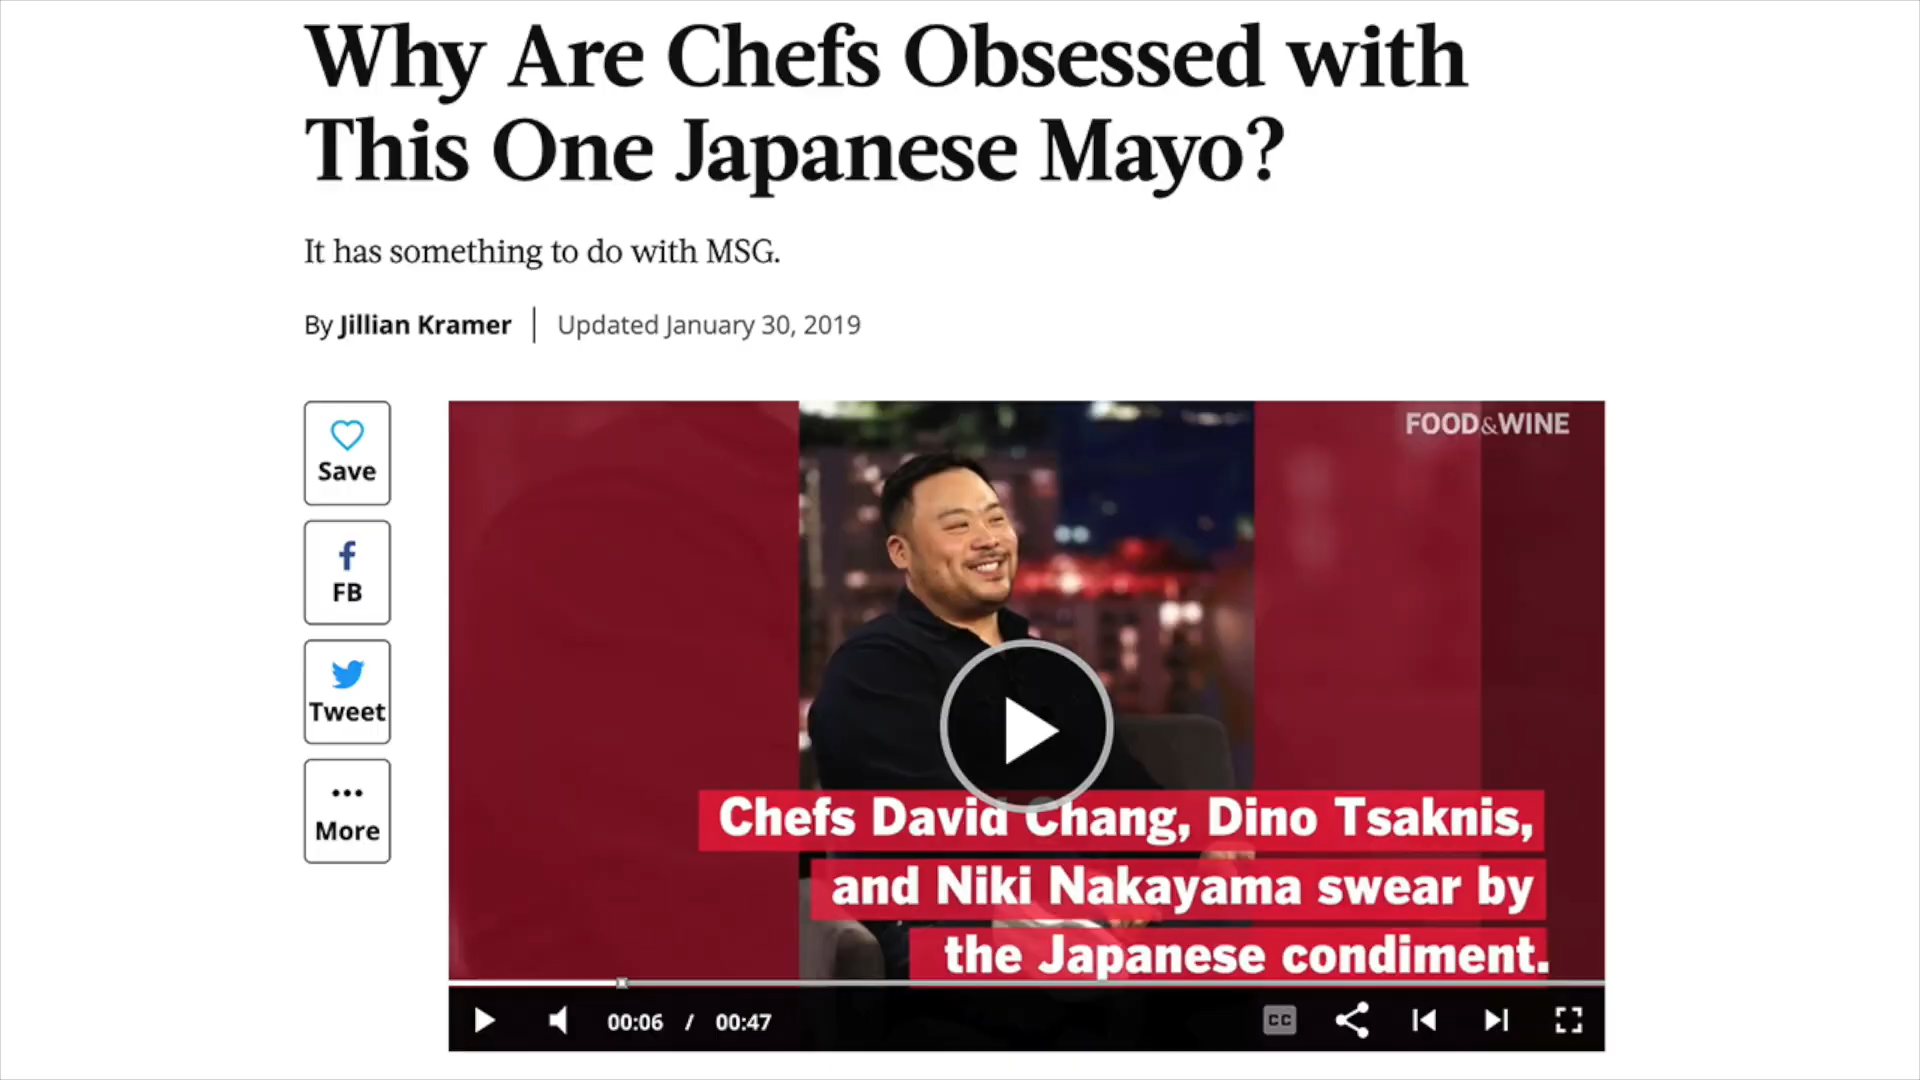 Why Are Chefs Obsessed with
This One Japanese Mayo?
It has something to do with MSG.
By Jillian Kramer | Updated January 30, 2019
Save
FB
Tweet
More
FOOD&WINE
Chefs David Chang, Dino Tsaknis,
and Niki Nakayama swear by
the Japanese condiment.
00:06 / 00:47
CC